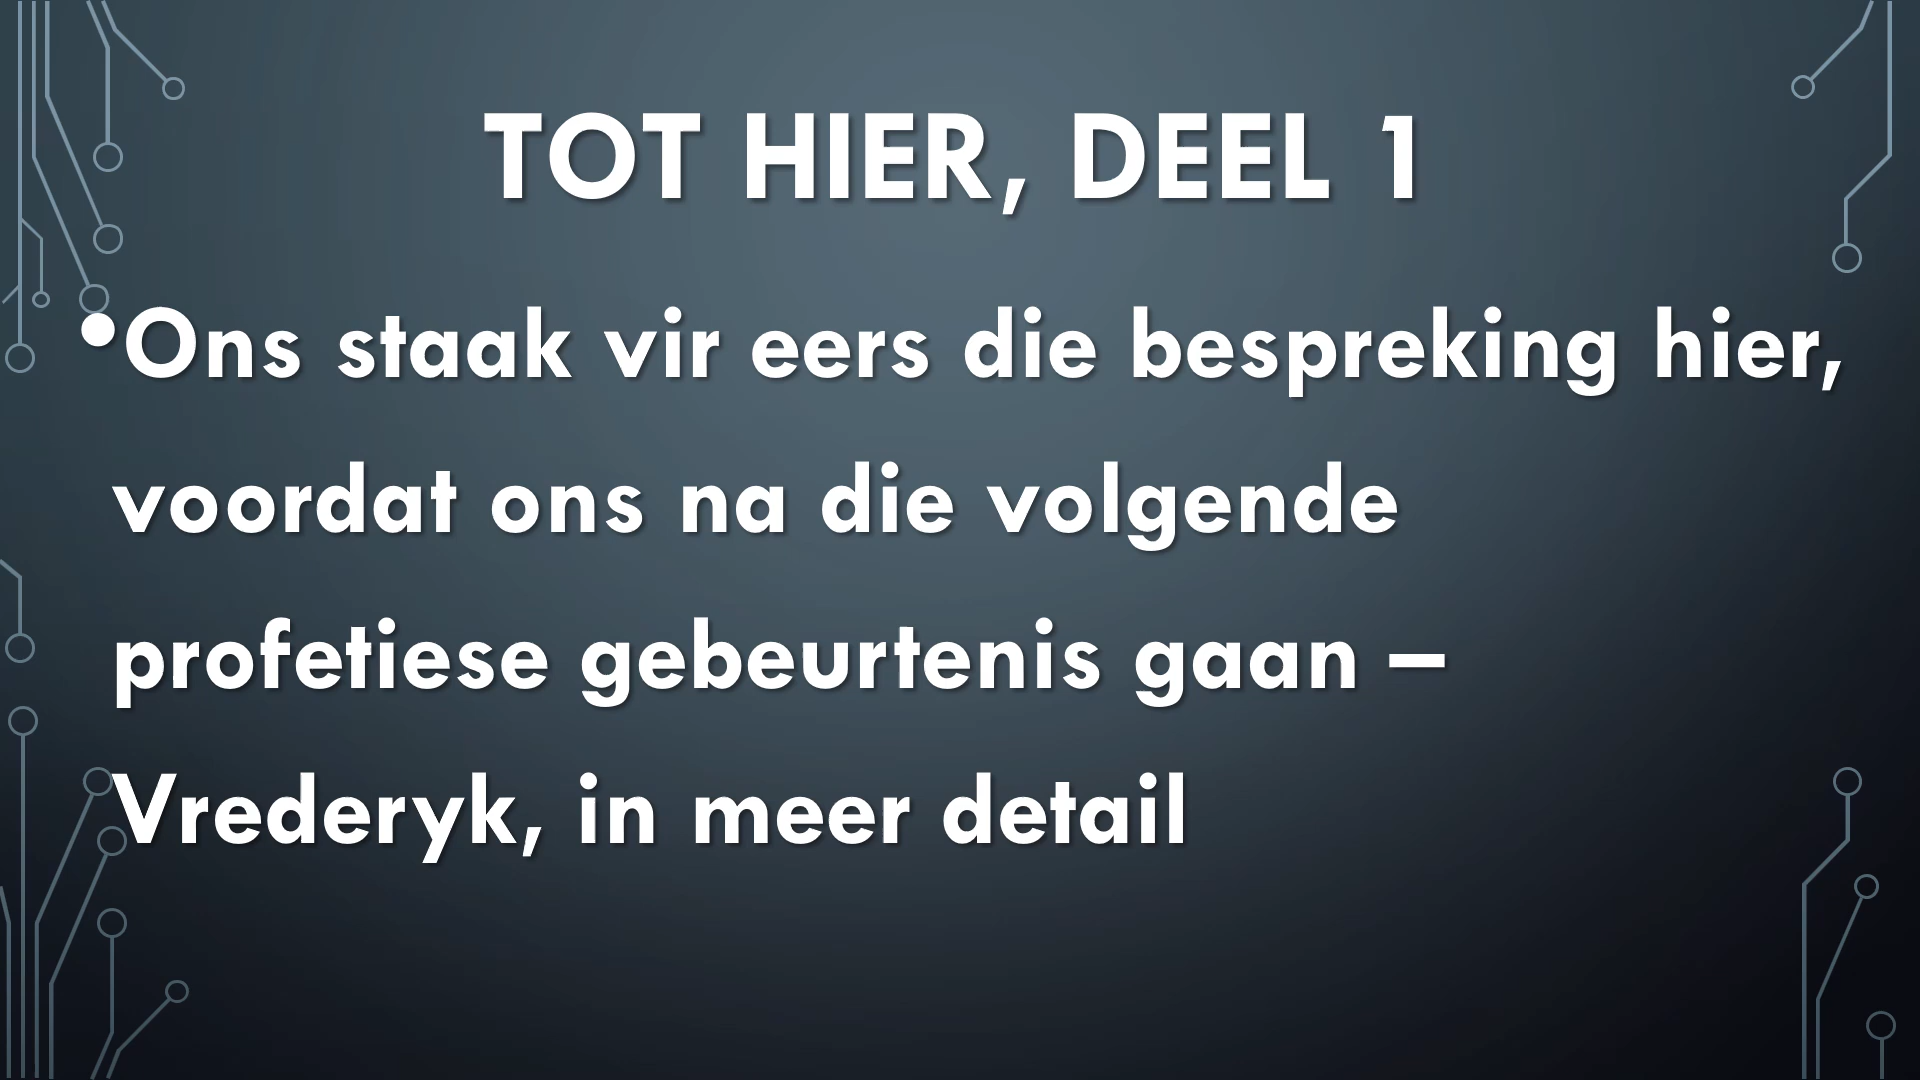 TOT HIER, DEEL 1
•Ons staak vir eers die bespreking hier,
voordat ons na die volgende
profetiese gebeurtenis gaan –
Vrederyk, in meer detail